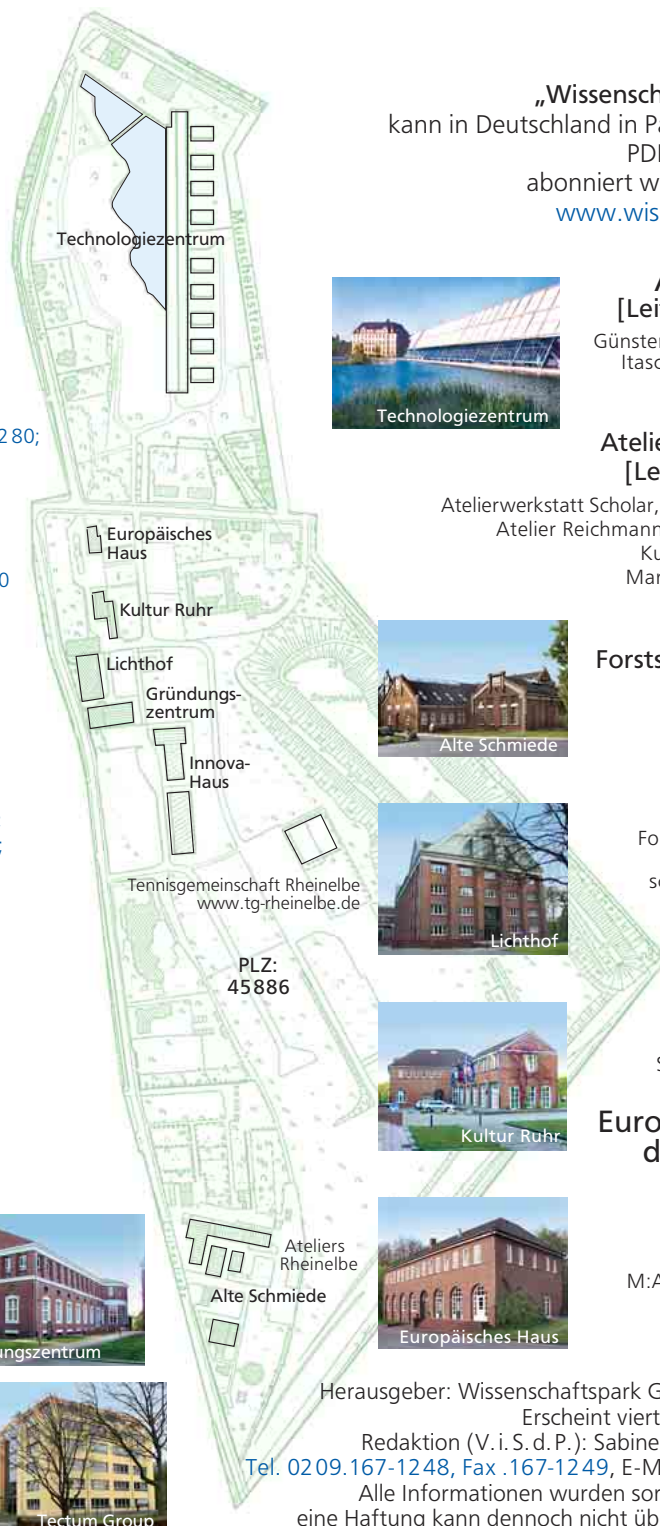 „Wissensch
kann in Deutschland in Pa
PDF
abonniert w
www.wis
Technologiezentrum
Munscheidstrasse
[Leit
Günster
Itasc
Technologiezentrum
280;
Atelie
[Le
Atelierwerkstatt Scholar,
Atelier Reichmann
Ku
Mar
Europäisches
Haus
0
Kultur Ruhr
Lichthof
Gründungs-
zentrum
Innova-
Haus
Forsts
Alte Schmiede
Fo
se
Lichthof
Tennisgemeinschaft Rheinelbe
www.tg-rheinelbe.de
PLZ:
45886
S
Kultur Ruhr
Euro
d
M:A
Europäisches Haus
Ateliers
Rheinelbe
Alte Schmiede
ungszentrum
Tectum Group
Herausgeber: Wissenschaftspark G
Erscheint viert
Redaktion (V.i.S.d.P.): Sabine
Tel. 0209.167-1248, Fax .167-1249, E-M
Alle Informationen wurden sor
eine Haftung kann dennoch nicht üb